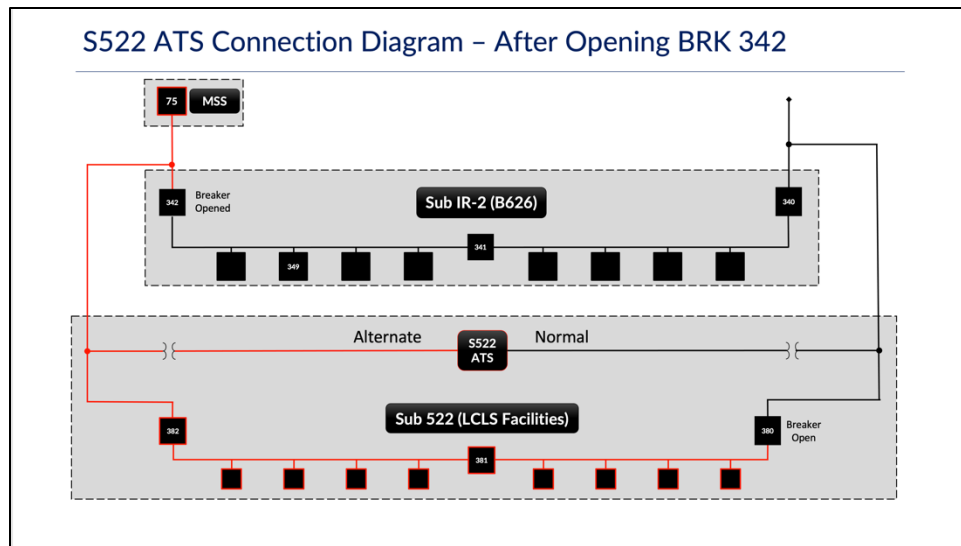 S522 ATS Connection Diagram – After Opening BRK 342
75
MSS
342
Breaker
Opened
Sub IR-2 (B626)
340
341
349
Alternate
S522
ATS
Normal
382
Sub 522 (LCLS Facilities)
380
Breaker
Open
381